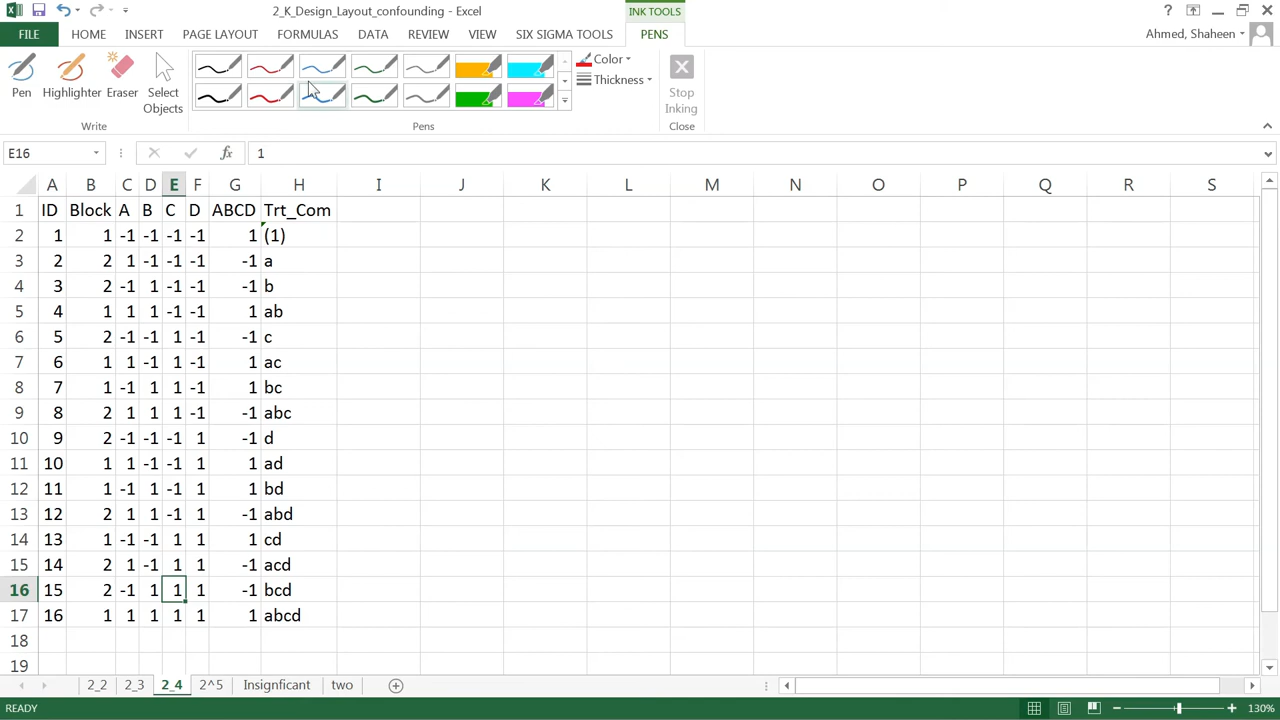 2_K_Design_Layout_confounding - Excel
INK TOOLS
?
FILE HOME INSERT PAGE LAYOUT FORMULAS DATA REVIEW VIEW SIX SIGMA TOOLS PENS
Ahmed, Shaheen
Pen Highlighter Eraser Select Objects
Color
Thickness
Stop Inking
Write Pens Close
E16 fx 1
A B C D E F G H I J K L M N O P Q R S
1 ID Block A B C D ABCD Trt_Com
2 1 1 -1 -1 -1 -1 1 (1)
3 2 2 1 -1 -1 -1 -1 a
4 3 2 -1 1 -1 -1 -1 b
5 4 1 1 1 -1 -1 1 ab
6 5 2 -1 -1 1 -1 -1 c
7 6 1 1 -1 1 -1 1 ac
8 7 1 -1 1 1 -1 1 bc
9 8 2 1 1 1 -1 -1 abc
10 9 2 -1 -1 -1 1 -1 d
11 10 1 1 -1 -1 1 1 ad
12 11 1 -1 1 -1 1 1 bd
13 12 2 1 1 -1 1 -1 abd
14 13 1 -1 -1 1 1 1 cd
15 14 2 1 -1 1 1 -1 acd
16 15 2 -1 1 1 1 -1 bcd
17 16 1 1 1 1 1 1 abcd
18
19
2_2 2_3 2_4 2^5 Insignficant two
READY
130%